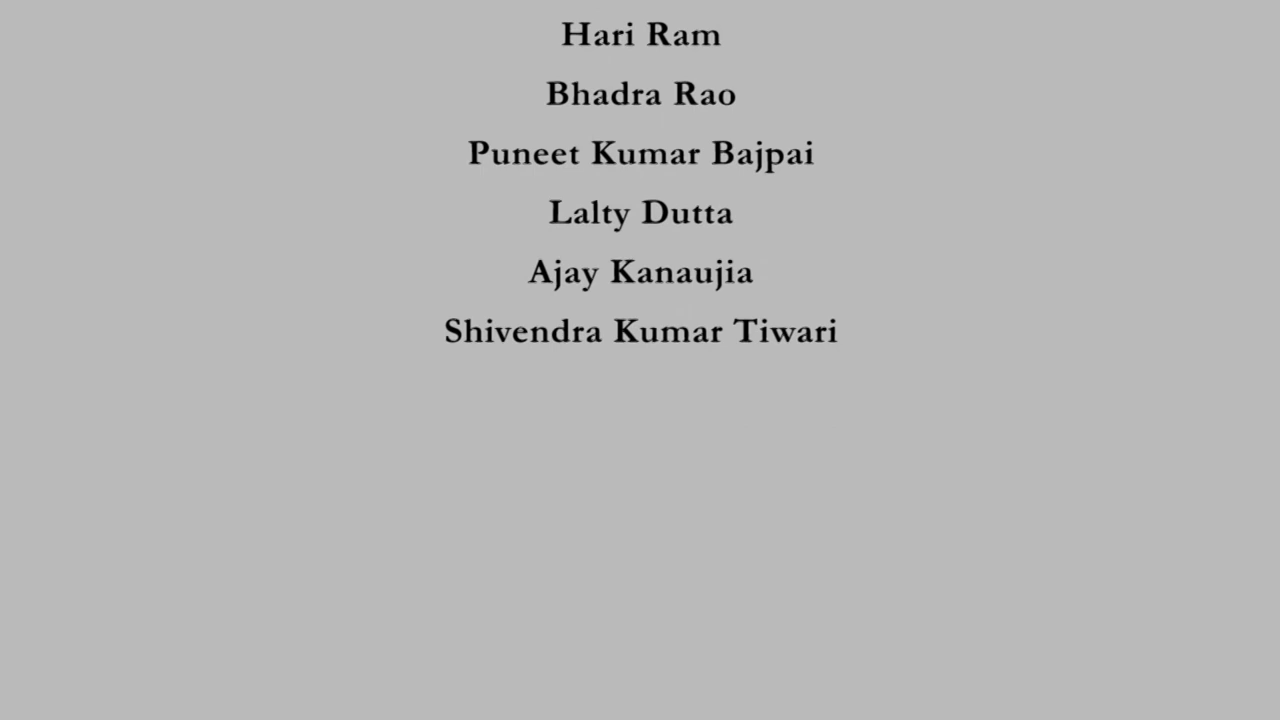 Hari Ram
Bhadra Rao
Puneet Kumar Bajpai
Lalty Dutta
Ajay Kanaujia
Shivendra Kumar Tiwari